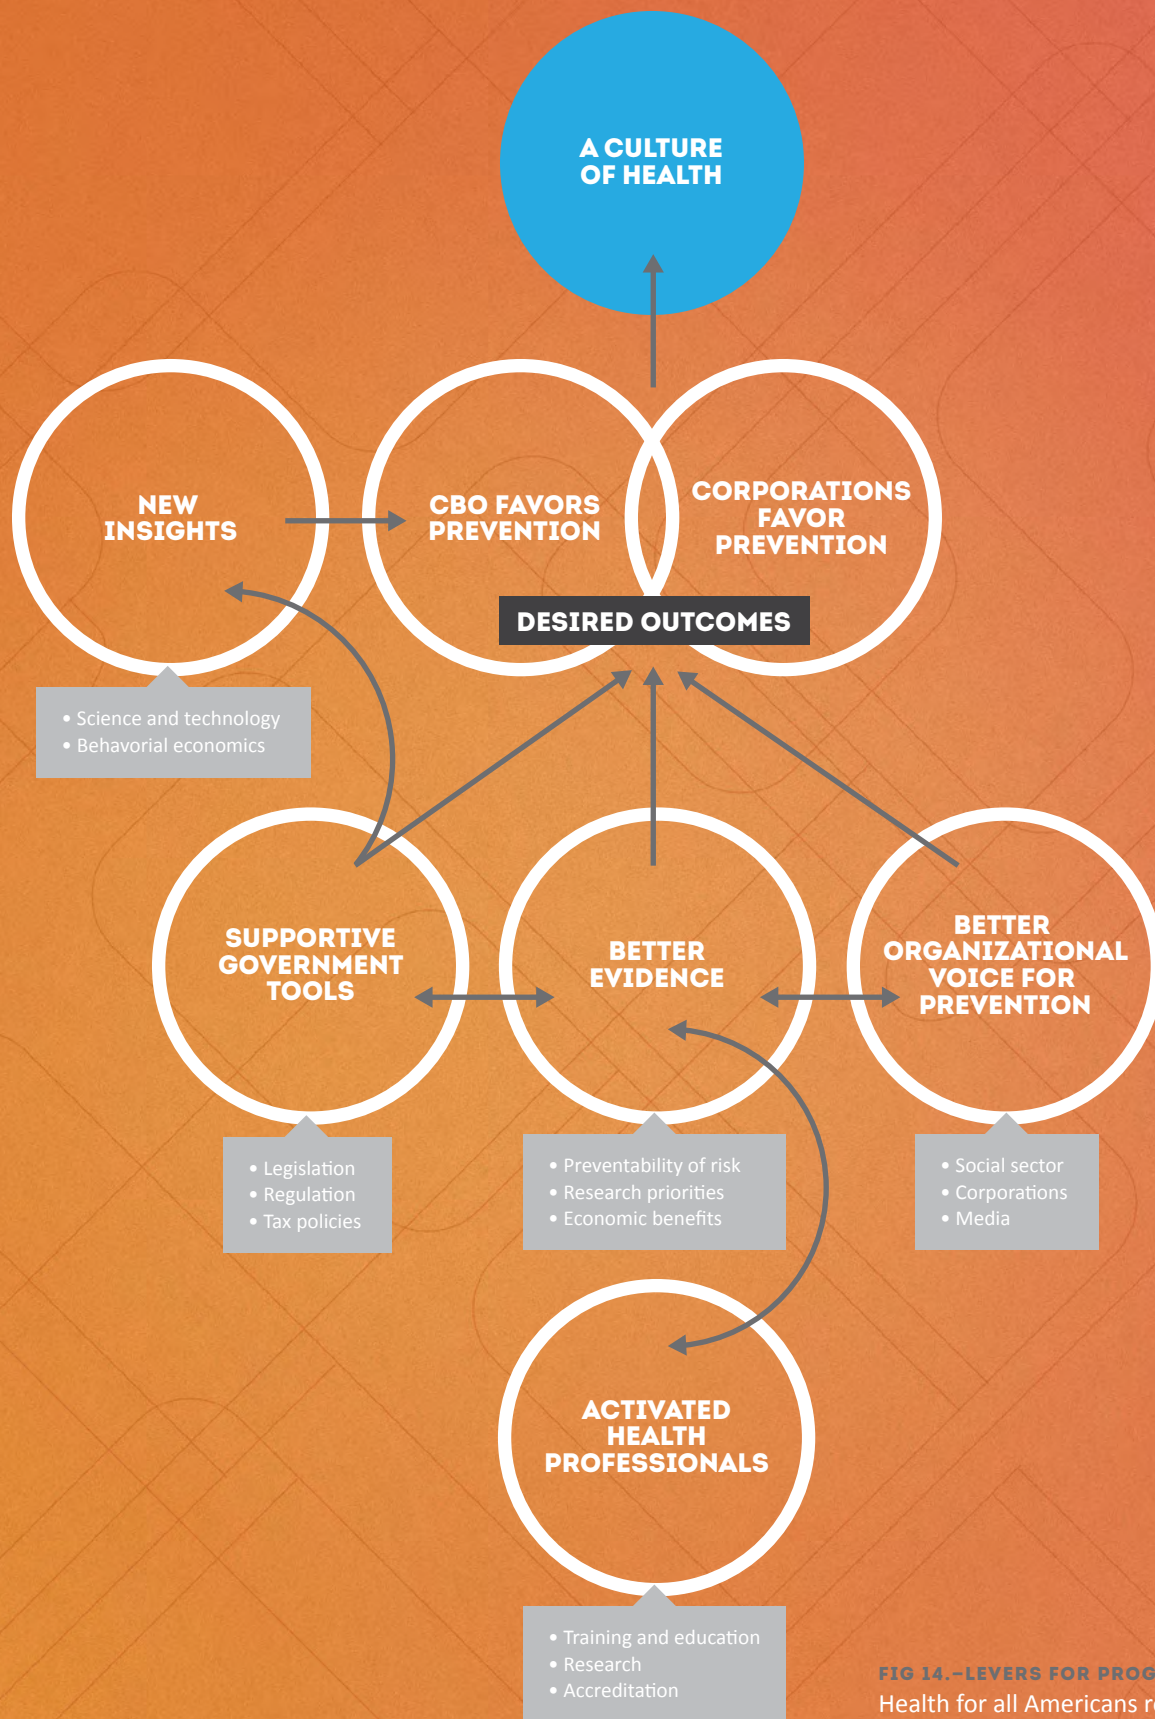 A CULTURE
OF HEALTH
NEW
INSIGHTS
CBO FAVORS
PREVENTION
CORPORATIONS
FAVOR
PREVENTION
DESIRED OUTCOMES
• Science and technology
• Behavorial economics
SUPPORTIVE
GOVERNMENT
TOOLS
BETTER
EVIDENCE
BETTER
ORGANIZATIONAL
VOICE FOR
PREVENTION
• Legislation
• Regulation
• Tax policies
• Preventability of risk
• Research priorities
• Economic benefits
• Social sector
• Corporations
• Media
ACTIVATED
HEALTH
PROFESSIONALS
• Training and education
• Research
• Accreditation
FIG 14.–LEVERS FOR
Health for all Americans